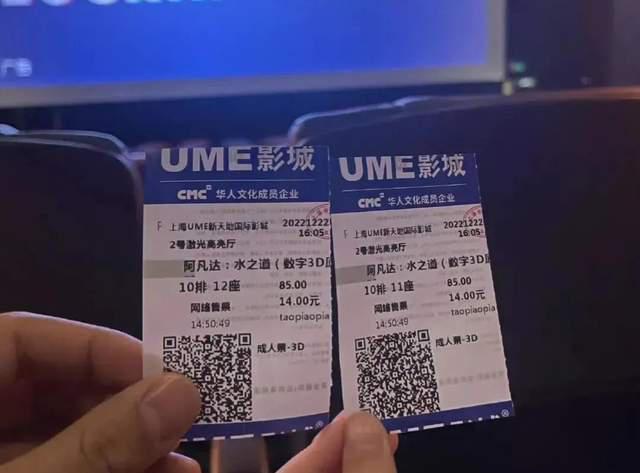 广告
UME影城
CMC 华人文化成员企业
上海UME新天地国际影城 20221222
2号激光高亮厅 16:05
阿凡达：水之道（数字3D
10排 12座 85.00
网络售票 14.00元
14:50:49 taopiaopia
成人票-3D
UME影城
CMC 华人文化成员企业
上海UME新天地国际影城 20221222
2号激光高亮厅 16:05
阿凡达：水之道（数字3D
10排 11座 85.00
网络售票 14.00元
14:50:49 taopiaopia
成人票-3D